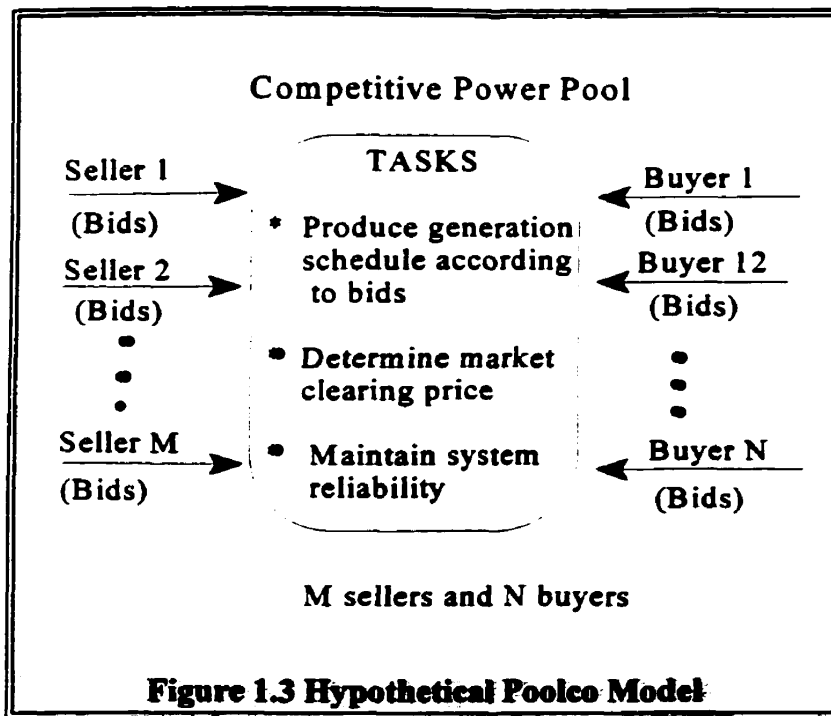 Competitive Power Pool
TASKS
Seller 1
(Bids)
Seller 2
(Bids)
Seller M
(Bids)
* Produce generation
schedule according
to bids
• Determine market
clearing price
• Maintain system
reliability
Buyer 1
(Bids)
Buyer 12
(Bids)
Buyer N
(Bids)
M sellers and N buyers
Figure 1.3 Hypothetical Poolco Model